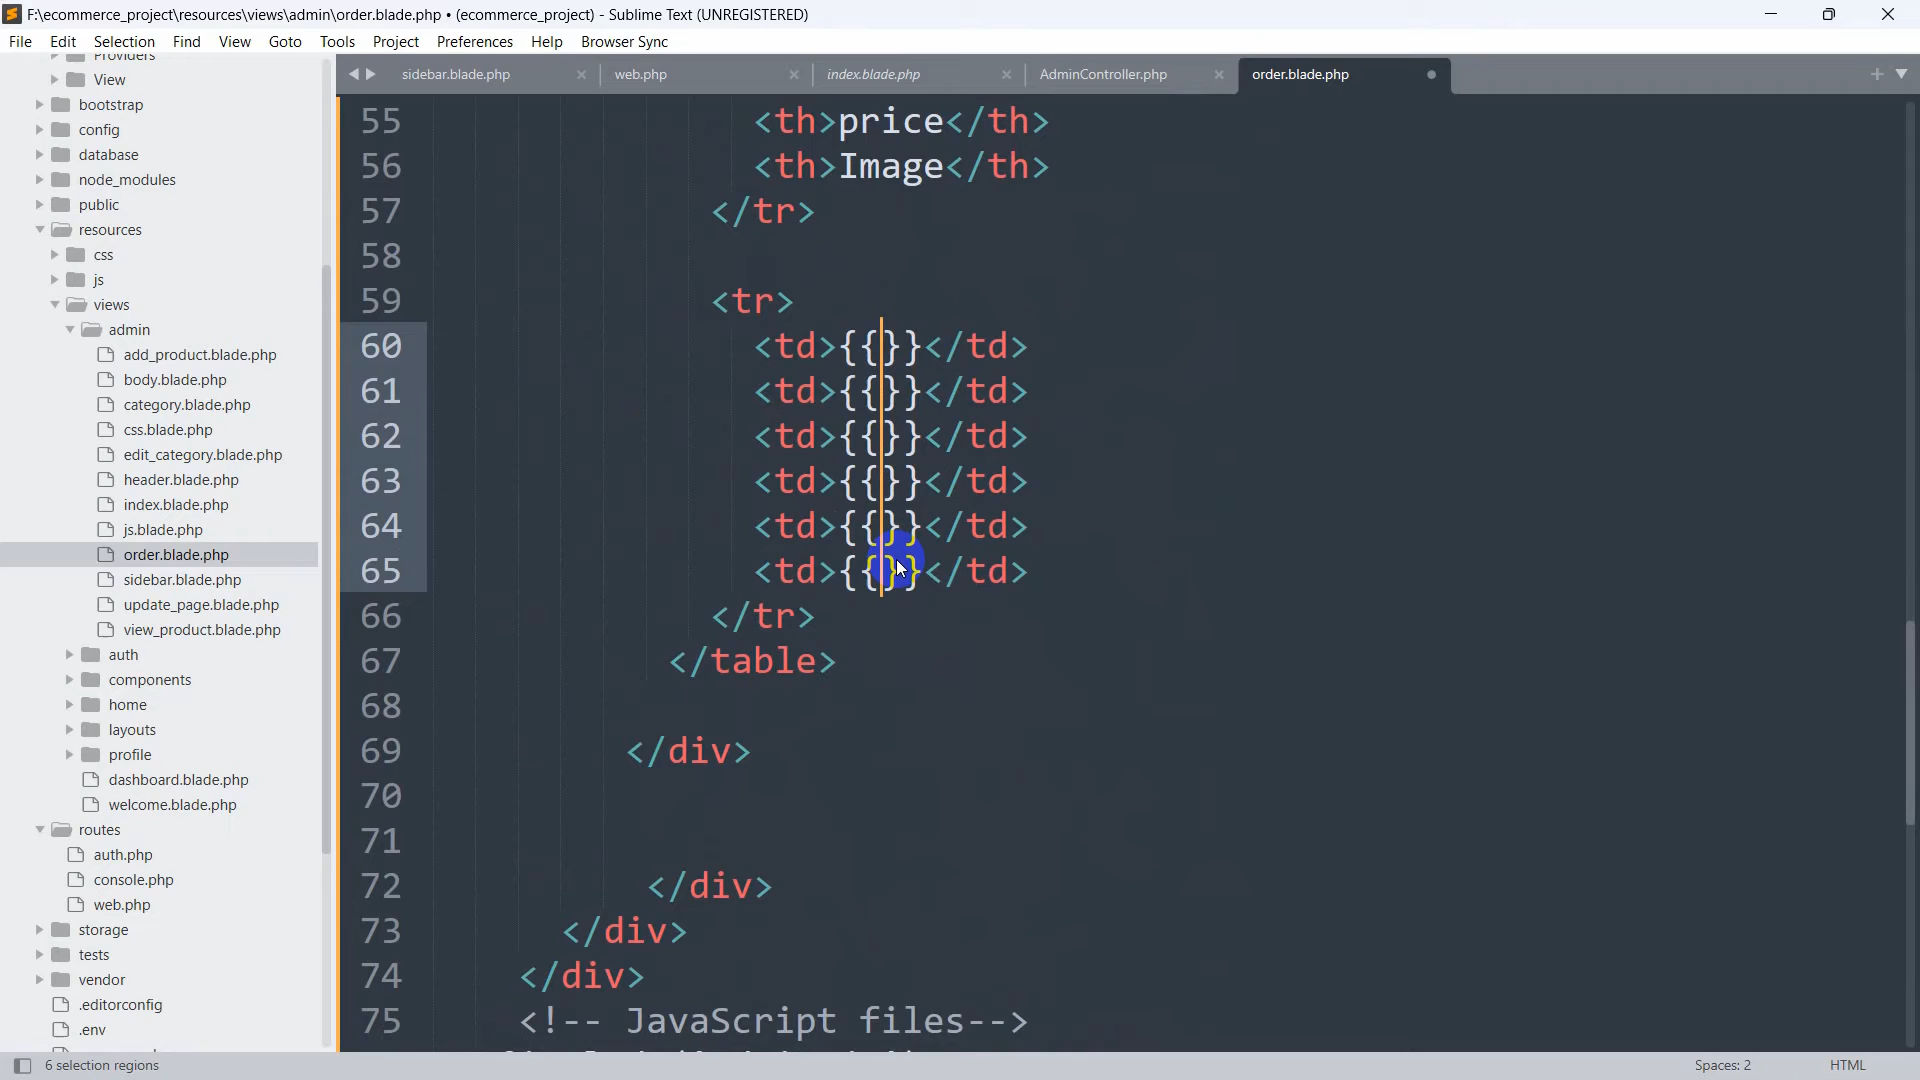 F:\ecommerce_project\resources\views\admin\order.blade.php • (ecommerce_project) - Sublime Text (UNREGISTERED)
File Edit Selection Find View Goto Tools Project Preferences Help Browser Sync
Providers
View
bootstrap
config
database
node_modules
public
resources
css
js
views
admin
add_product.blade.php
body.blade.php
category.blade.php
css.blade.php
edit_category.blade.php
header.blade.php
index.blade.php
js.blade.php
order.blade.php
sidebar.blade.php
update_page.blade.php
view_product.blade.php
auth
components
home
layouts
profile
dashboard.blade.php
welcome.blade.php
routes
auth.php
console.php
web.php
storage
tests
vendor
.editorconfig
.env
sidebar.blade.php web.php index.blade.php AdminController.php order.blade.php
55 <th>price</th>
56 <th>Image</th>
57 </tr>
58
59 <tr>
60 <td>{{}}</td>
61 <td>{{}}</td>
62 <td>{{}}</td>
63 <td>{{}}</td>
64 <td>{{}}</td>
65 <td>{{}}</td>
66 </tr>
67 </table>
68
69 </div>
70
71
72 </div>
73 </div>
74 </div>
75 <!-- JavaScript files-->
6 selection regions Spaces: 2 HTML